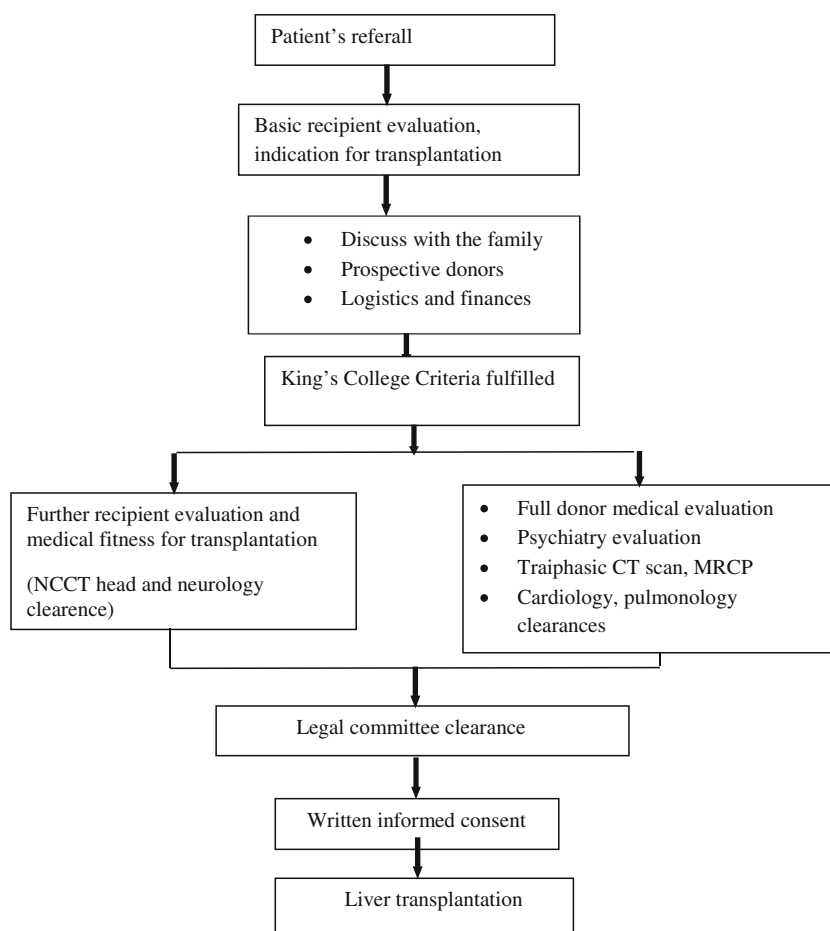 Patient's referall
Basic recipient evaluation,
indication for transplantation
• Discuss with the family
• Prospective donors
• Logistics and finances
King's College Criteria fulfilled
Further recipient evaluation and
medical fitness for transplantation
(NCCT head and neurology
clearence)
• Full donor medical evaluation
• Psychiatry evaluation
• Traiphasic CT scan, MRCP
• Cardiology, pulmonology
clearances
Legal committee clearance
Written informed consent
Liver transplantation